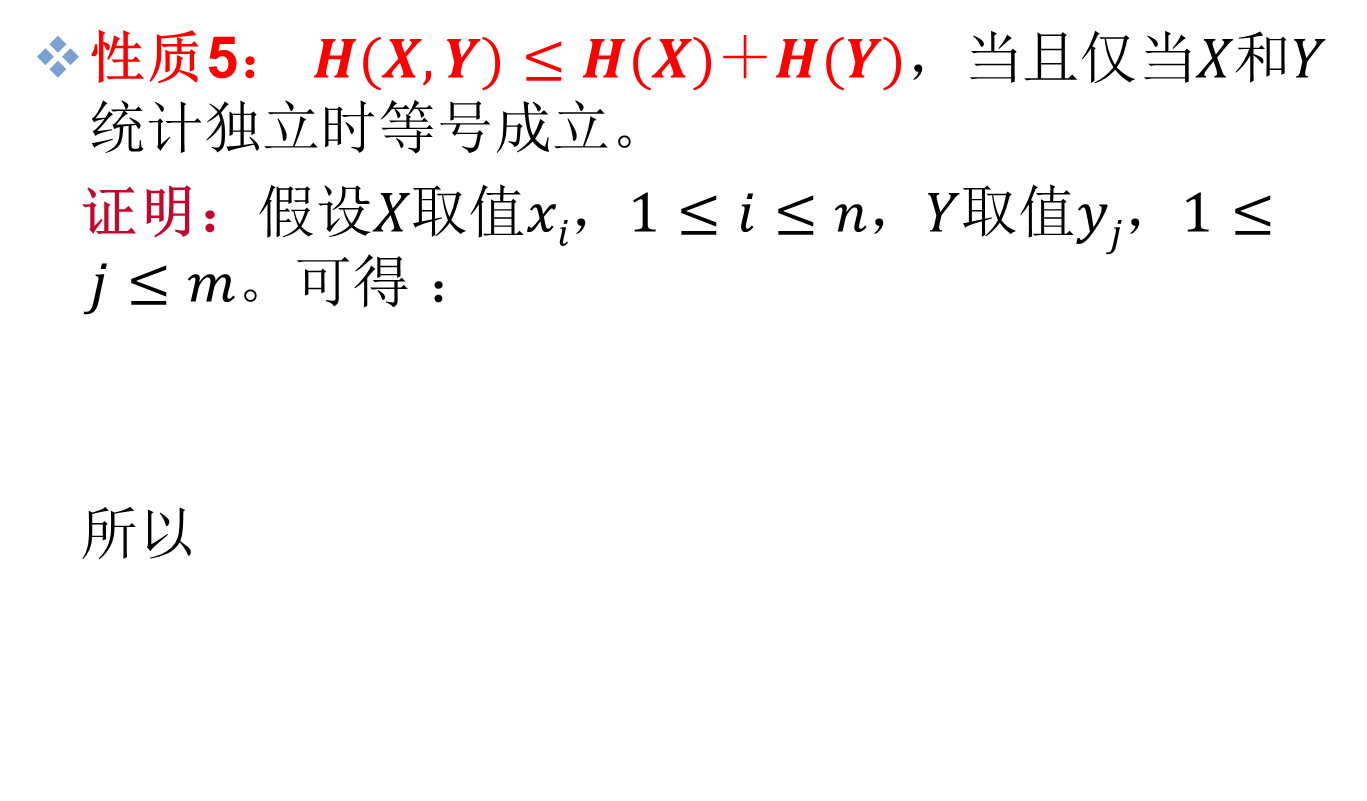 ❖性质5： H(X,Y) ≤ H(X)＋H(Y)，当且仅当X和Y
统计独立时等号成立。
证明：假设X取值x_i，1 ≤ i ≤ n，Y取值y_j，1 ≤
j ≤ m。可得：
所以